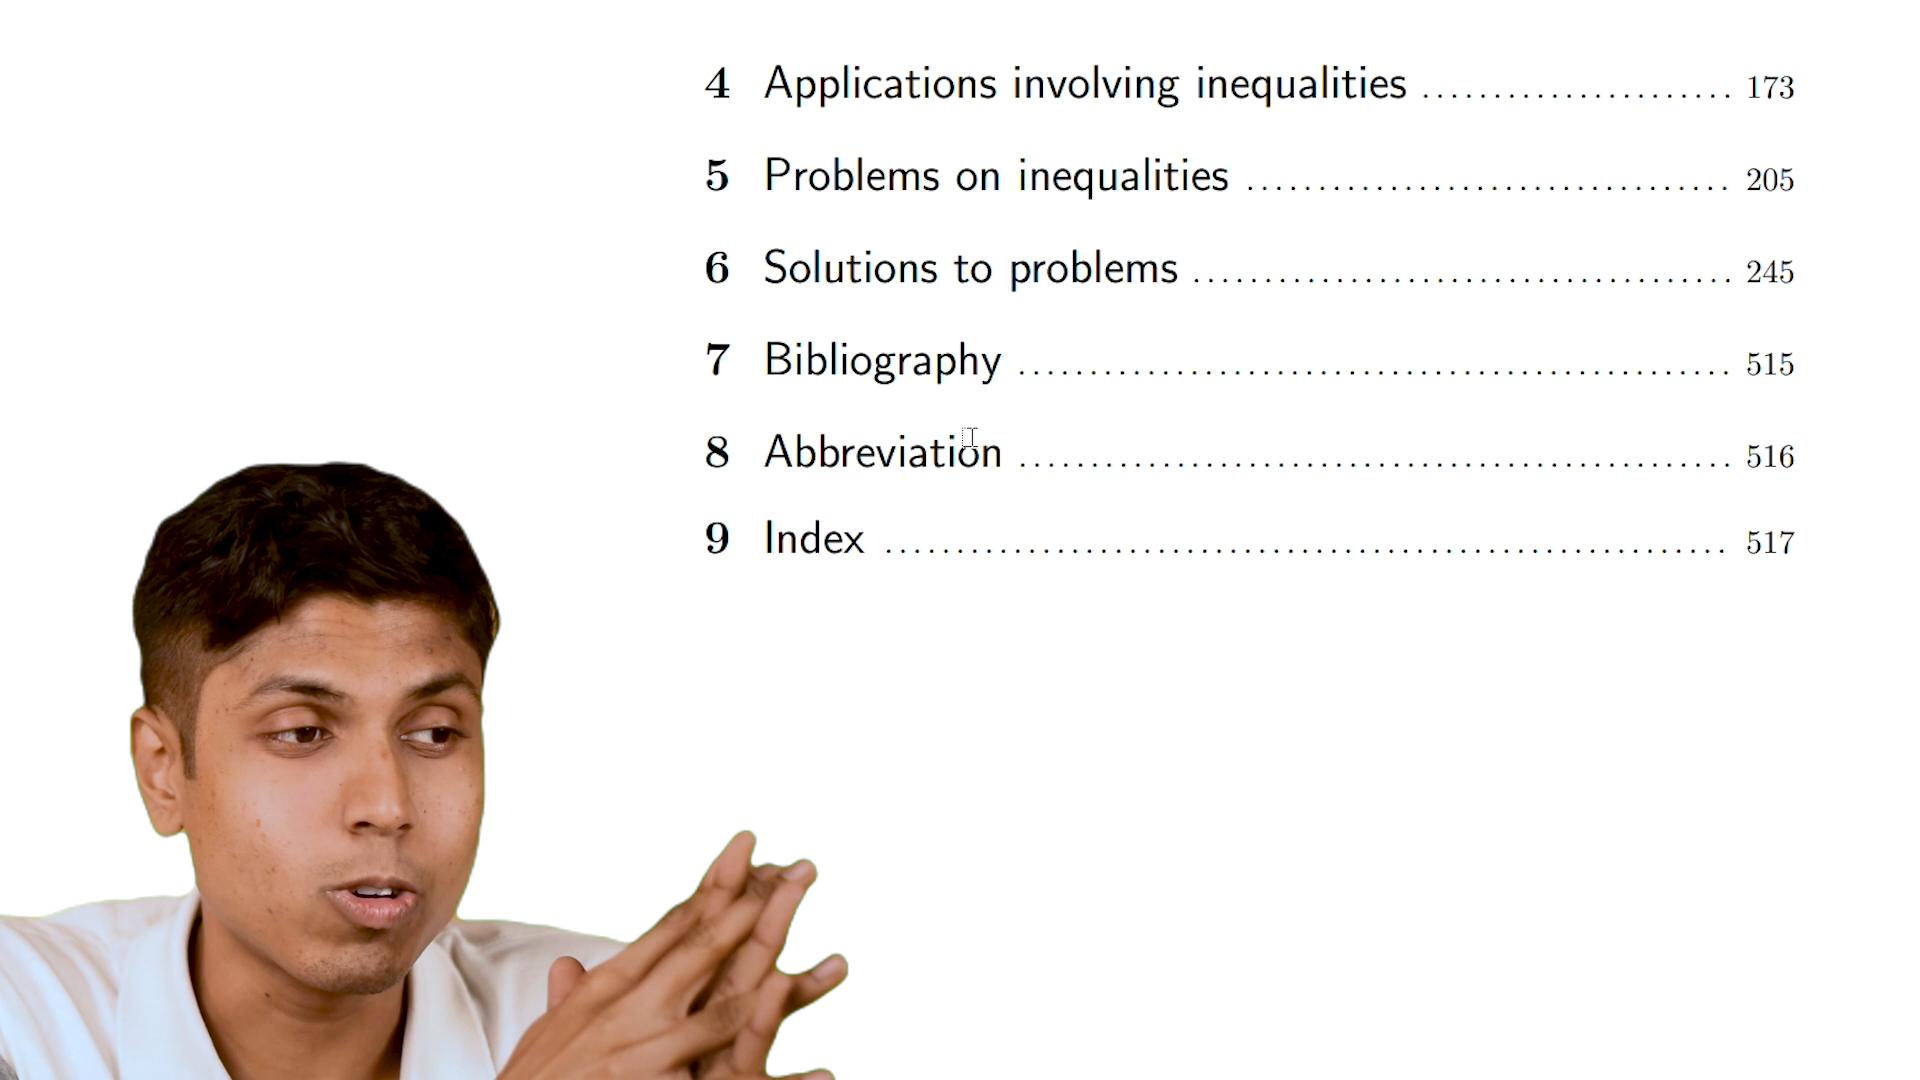 4 Applications involving inequalities ...................... 173
5 Problems on inequalities .................................. 205
6 Solutions to problems ...................................... 245
7 Bibliography .................................................. 515
8 Abbreviation .................................................. 516
9 Index ........................................................... 517